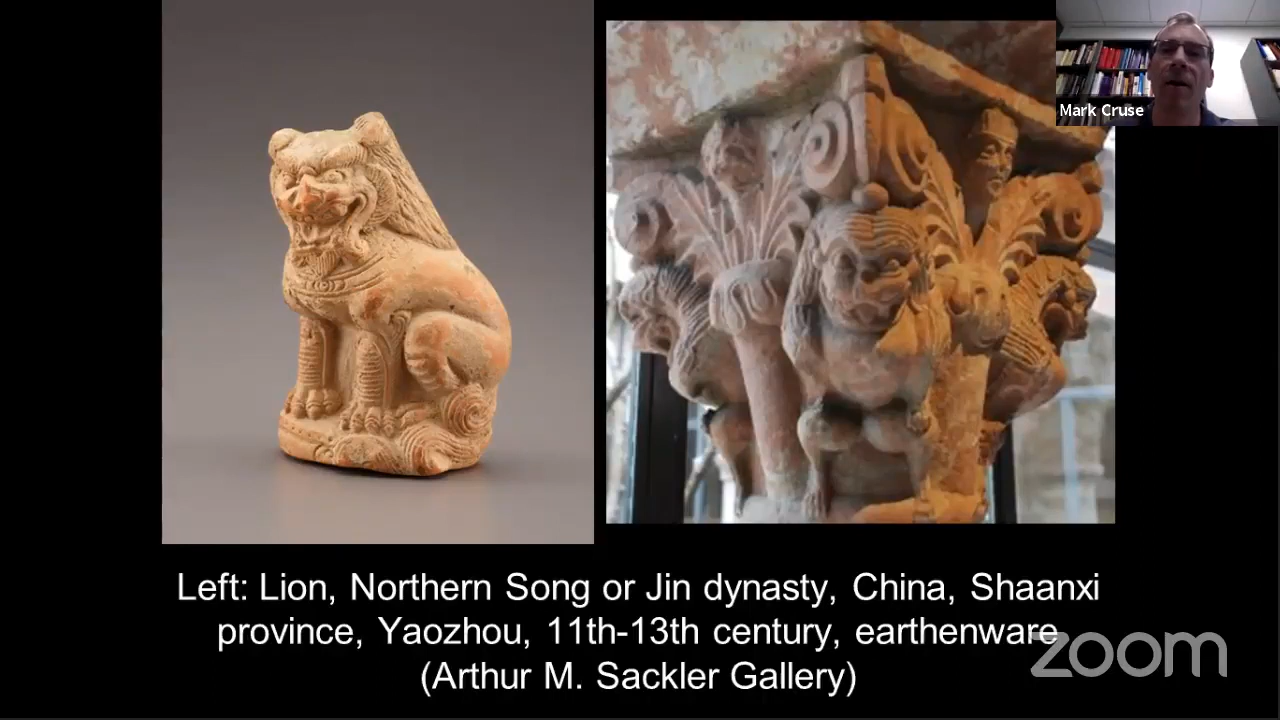 Mark Cruse
Left: Lion, Northern Song or Jin dynasty, China, Shaanxi
province, Yaozhou, 11th-13th century, earthenware
(Arthur M. Sackler Gallery)
zoom